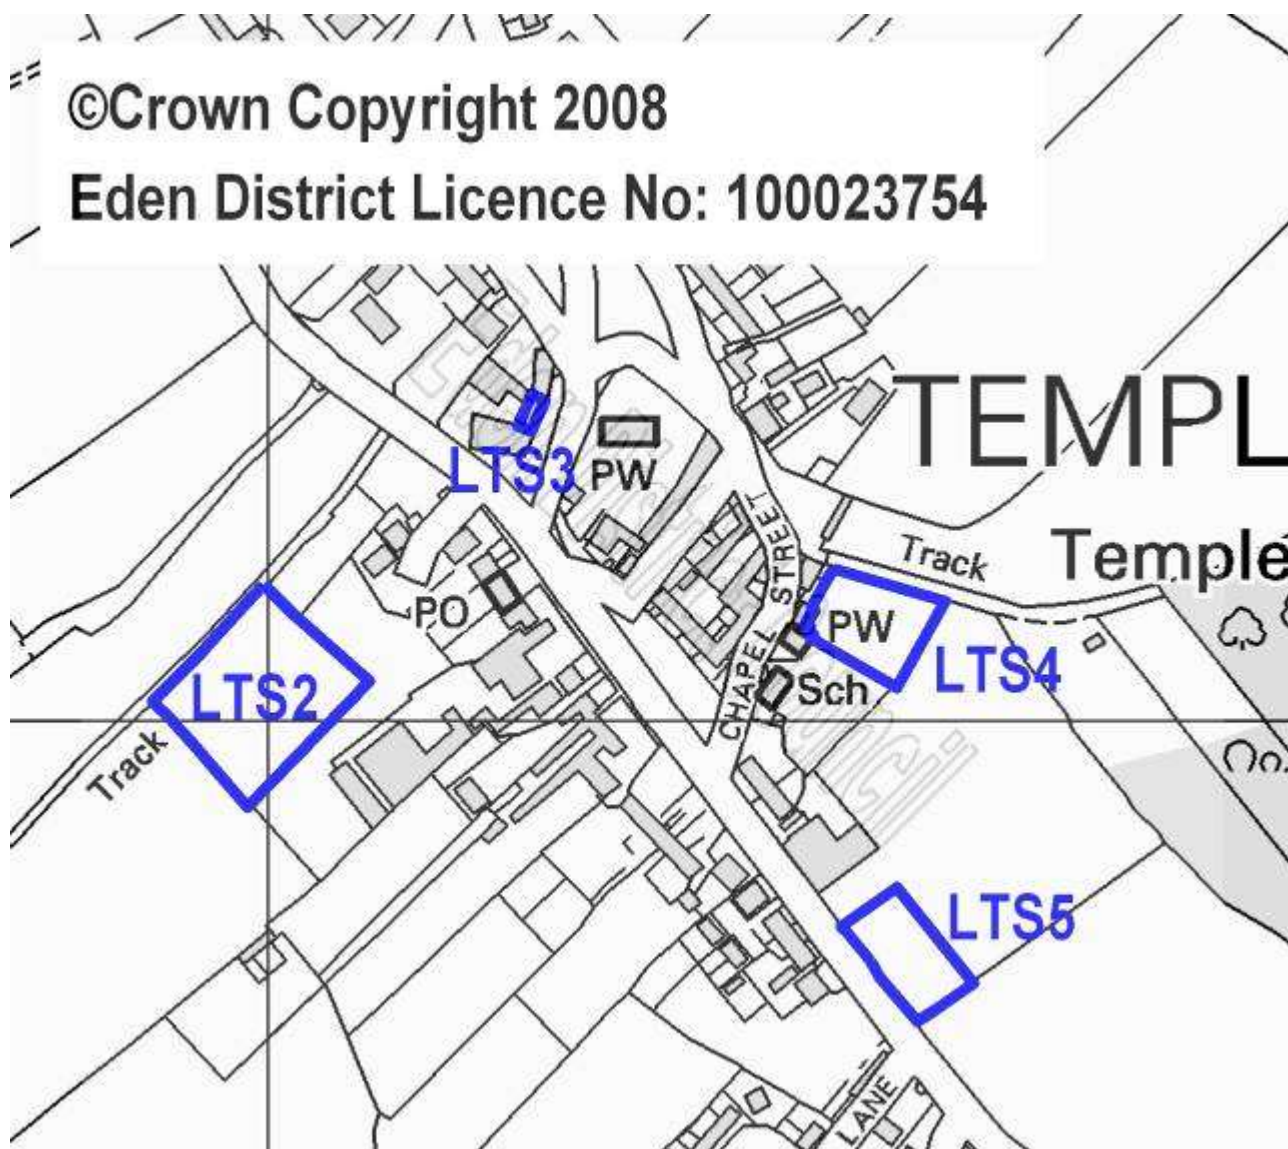 ©Crown Copyright 2008
Eden District Licence No: 100023754
TEMPL
LTS3
PW
STREET
Track
Temple
PO
PW
LTS2
CHAPEL
Sch
LTS4
Track
LTS5
LANE